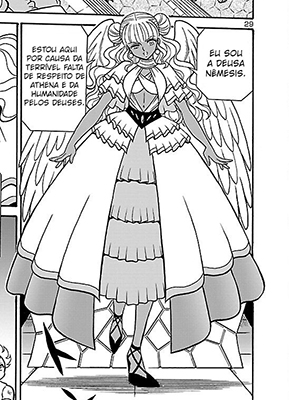 29
EU SOU
A DEUSA
NÊMESIS.
ESTOU AQUI
POR CAUSA DA
TERRÍVEL FALTA
DE RESPEITO DE
ATHENA E DA
HUMANIDADE
PELOS DEUSES.